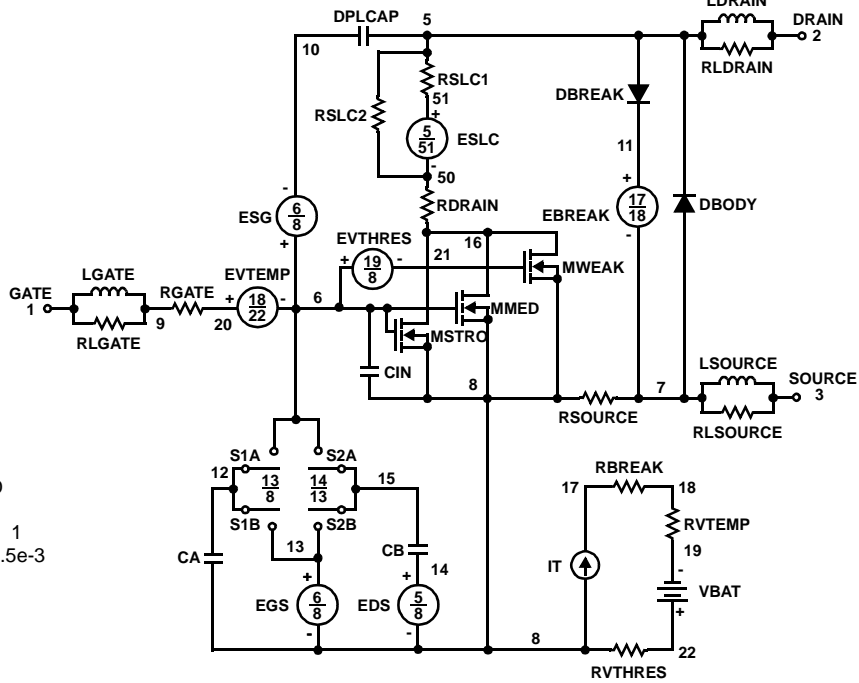 LDRAIN
DPLCAP 5 DRAIN
10 2
RLDRAIN
RSLC1
51 DBREAK
RSLC2
+
5
51
ESLC
11
-
50
-
+
17
18
DBODY
6
8
ESG
RDRAIN
EBREAK
+
16
-
EVTHRES
21
+ 19
8 -
MWEAK
LGATE EVTEMP
GATE RGATE
1
+ 18
22 -
6
MMED
9 20
RLGATE
MSTRO
LSOURCE
CIN
8 7 SOURCE
3
RSOURCE
RLSOURCE
S1A S2A
12
13
8
14
13
15
RBREAK
17 18
S1B S2B
RVTEMP
13
CB
19
CA
14
IT
-
VBAT
+
+
EGS
6
8
-
+
EDS
5
8
-
8
22
RVTHRES
1
.5e-3